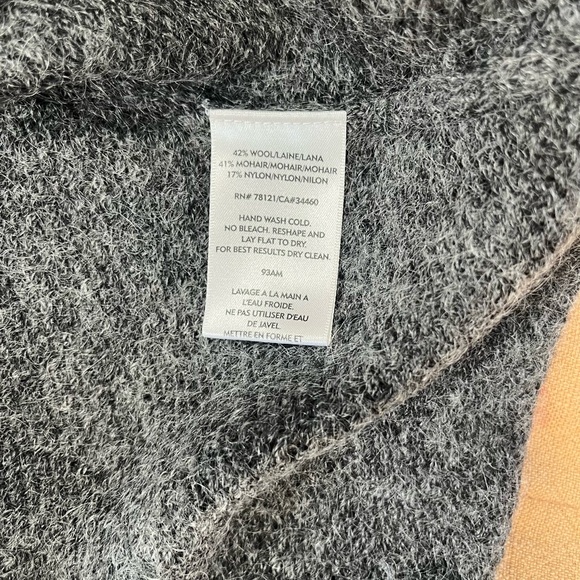 42% WOOL/LAINE/LANA
41% MOHAIR/MOHAIR/MOHAIR
17% NYLON/NYLON/NILON
RN# 78121/CA#34460
HAND WASH COLD.
NO BLEACH. RESHAPE AND
LAY FLAT TO DRY.
FOR BEST RESULTS DRY CLEAN.
93AM
LAVAGE A LA MAIN A
L'EAU FROIDE.
NE PAS UTILISER D'EAU
DE JAVEL.
METTRE EN FORME ET